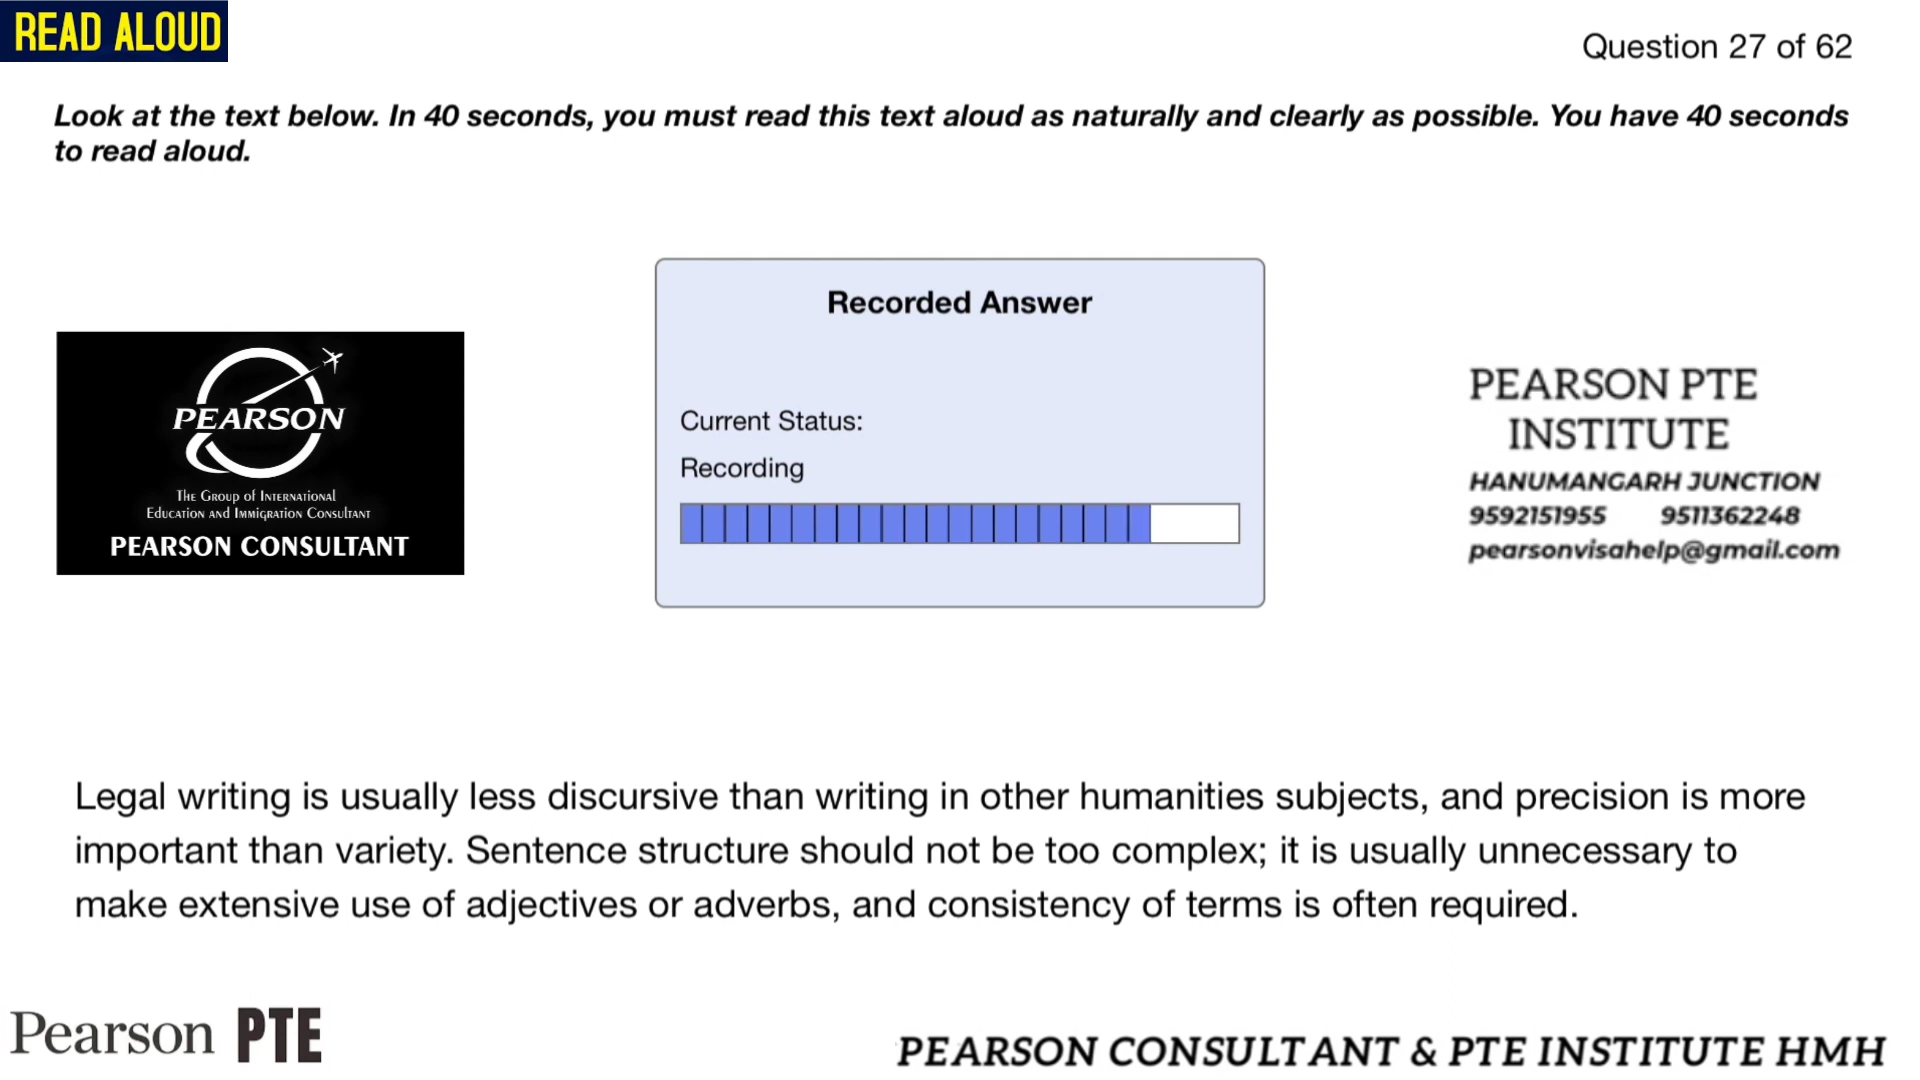 READ ALOUD
Question 27 of 62
Look at the text below. In 40 seconds, you must read this text aloud as naturally and clearly as possible. You have 40 seconds
to read aloud.
Recorded Answer
Current Status:
Recording
PEARSON
The Group of International
Education and Immigration Consultant
PEARSON CONSULTANT
PEARSON PTE
INSTITUTE
HANUMANGARH JUNCTION
9592151955 9511362248
pearsonvisahelp@gmail.com
Legal writing is usually less discursive than writing in other humanities subjects, and precision is more
important than variety. Sentence structure should not be too complex; it is usually unnecessary to
make extensive use of adjectives or adverbs, and consistency of terms is often required.
Pearson PTE
PEARSON CONSULTANT & PTE INSTITUTE HMH